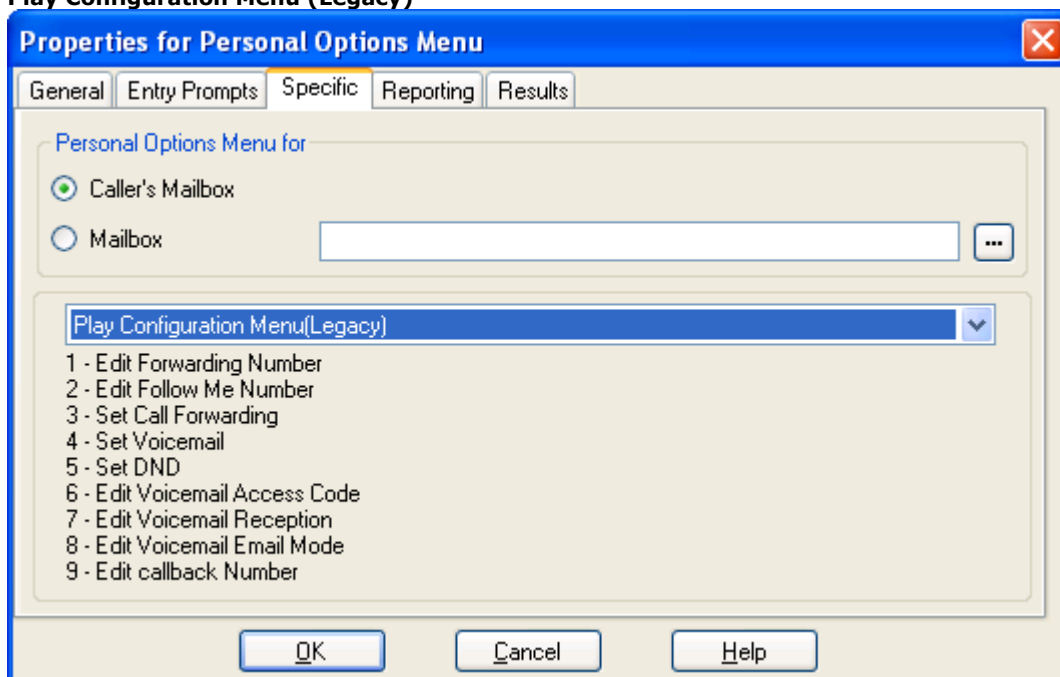 Play Configuration Menu (Legacy)
Properties for Personal Options Menu
General Entry Prompts Specific Reporting Results
Personal Options Menu for
Caller's Mailbox
Mailbox ...
Play Configuration Menu(Legacy)
1 - Edit Forwarding Number
2 - Edit Follow Me Number
3 - Set Call Forwarding
4 - Set Voicemail
5 - Set DND
6 - Edit Voicemail Access Code
7 - Edit Voicemail Reception
8 - Edit Voicemail Email Mode
9 - Edit callback Number
OK Cancel Help